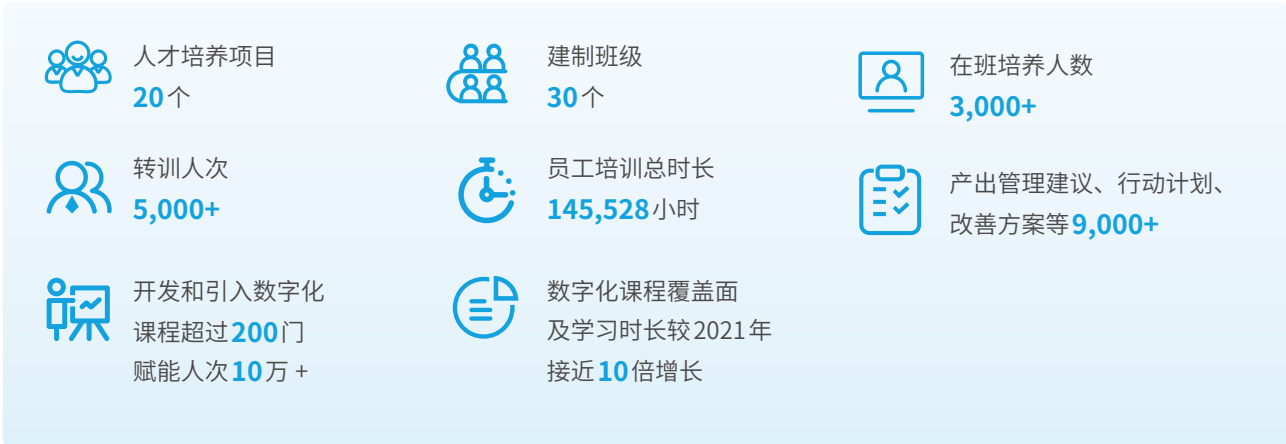 人才培养项目
20个
建制班级
30个
在班培养人数
3,000+
转训人次
5,000+
员工培训总时长
145,528小时
产出管理建议、行动计划、
改善方案等9,000+
开发和引入数字化
课程超过200门
赋能人次10万 +
数字化课程覆盖面
及学习时长较2021年
接近10倍增长